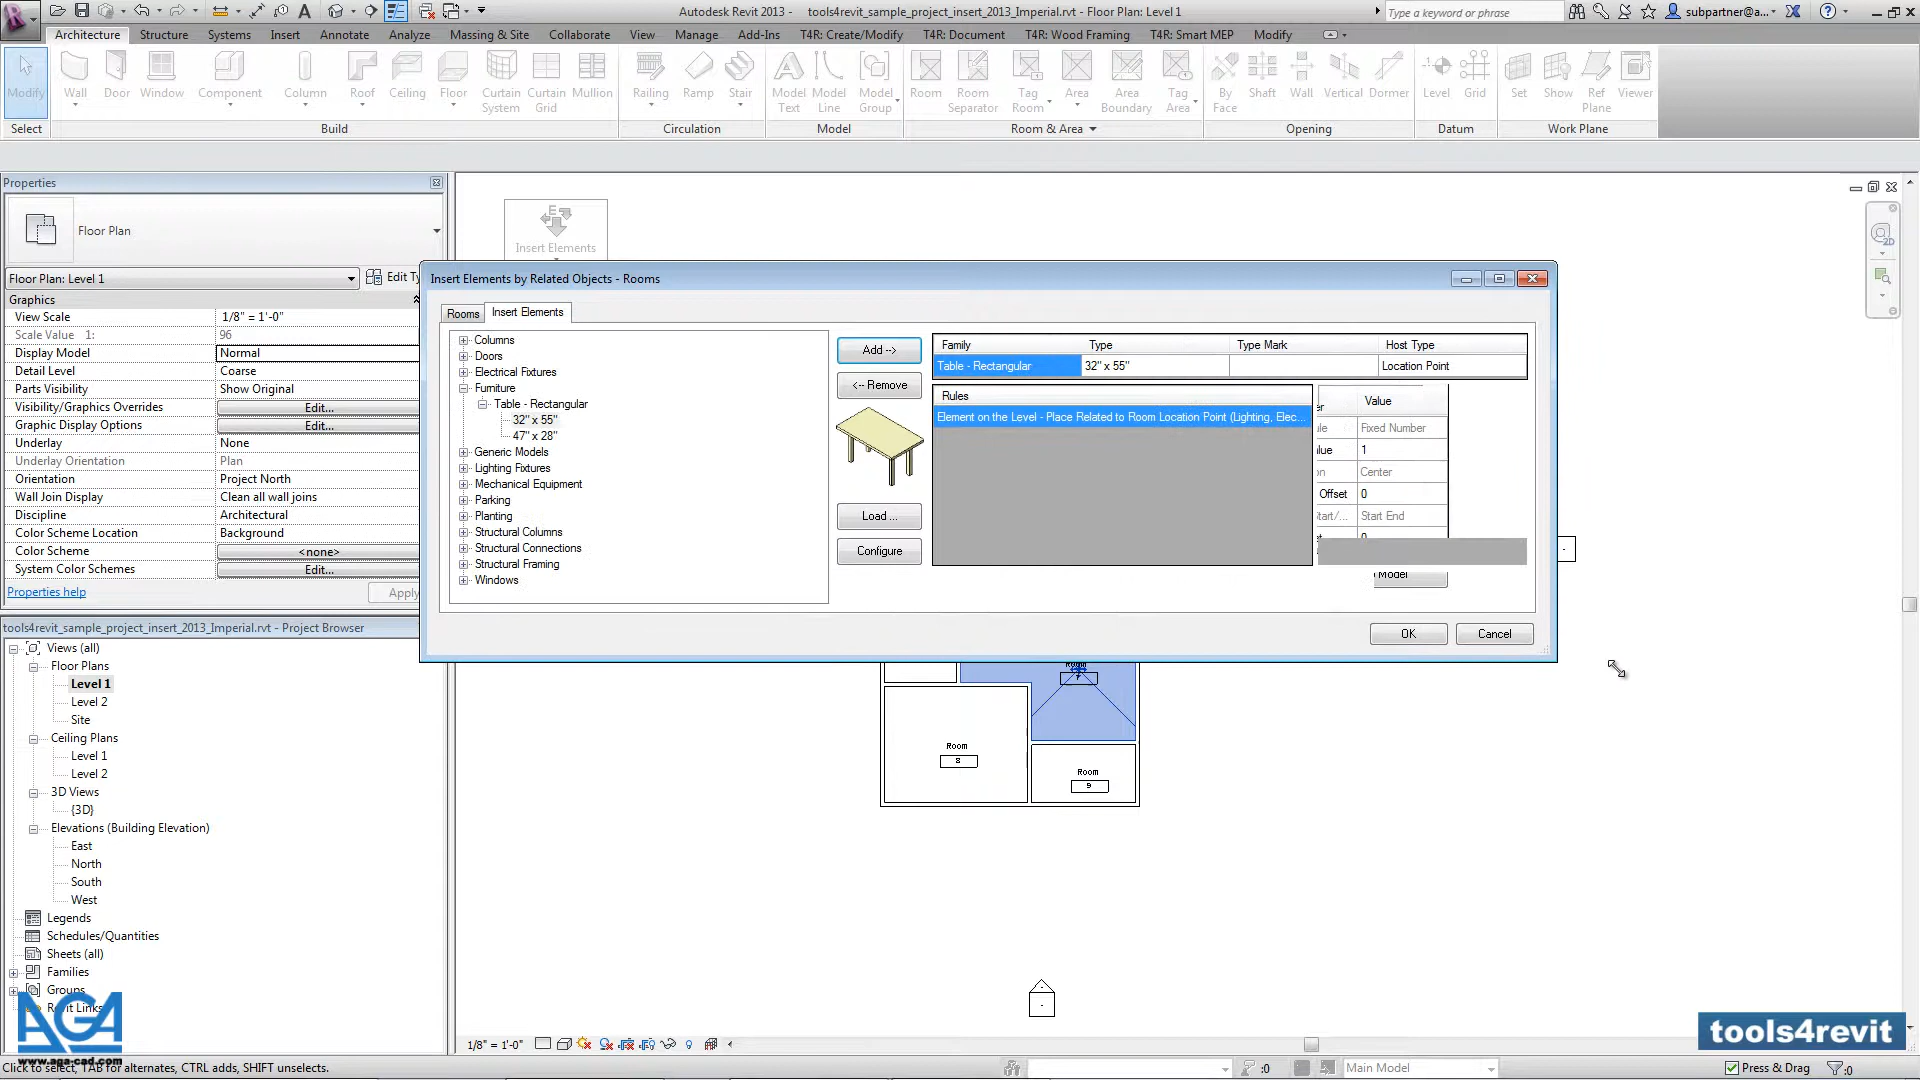 Autodesk Revit 2013 - tools4revit_sample_project_insert_2013_Imperial.rvt - Floor Plan: Level 1
Type a keyword or phrase
subpartner@a...
Architecture Structure Systems Insert Annotate Analyze Massing & Site Collaborate View Manage Add-Ins T4R: Create/Modify T4R: Document T4R: Wood Framing T4R: Smart MEP Modify
Modify Wall Door Window Component Column Roof Ceiling Floor Curtain System Curtain Grid Mullion Railing Ramp Stair Model Text Model Line Model Group Room Room Separator Tag Room Area Area Boundary Tag Area By Face Shaft Wall Vertical Dormer Level Grid Set Show Ref Plane Viewer
Select Build Circulation Model Room & Area Opening Datum Work Plane
Properties
Floor Plan
Floor Plan: Level 1
Edit Ty
Graphics
View Scale 1/8" = 1'-0"
Scale Value 1: 96
Display Model Normal
Detail Level Coarse
Parts Visibility Show Original
Visibility/Graphics Overrides Edit...
Graphic Display Options Edit...
Underlay None
Underlay Orientation Plan
Orientation Project North
Wall Join Display Clean all wall joins
Discipline Architectural
Color Scheme Location Background
Color Scheme <none>
System Color Schemes Edit...
Properties help
Apply
tools4revit_sample_project_insert_2013_Imperial.rvt - Project Browser
Views (all)
Floor Plans
Level 1
Level 2
Site
Ceiling Plans
Level 1
Level 2
3D Views
{3D}
Elevations (Building Elevation)
East
North
South
West
Legends
Schedules/Quantities
Sheets (all)
Families
Groups
Revit Links
AGA
www.aga-cad.com
Insert Elements
Insert Elements by Related Objects - Rooms
Rooms
Insert Elements
Columns
Doors
Electrical Fixtures
Furniture
Table - Rectangular
32" x 55"
47" x 28"
Generic Models
Lighting Fixtures
Mechanical Equipment
Parking
Planting
Structural Columns
Structural Connections
Structural Framing
Windows
Add -->
<-- Remove
Load ...
Configure
Family Type Type Mark Host Type
Table - Rectangular 32" x 55" Location Point
Rules
Element on the Level - Place Related to Room Location Point (Lighting, Elec...
er Value
ule Fixed Number
alue 1
on Center
Offset 0
Start/... Start End
Model
OK
Cancel
Room
7
Room
8
Room
9
1/8" = 1'-0"
tools4revit
Click to select, TAB for alternates, CTRL adds, SHIFT unselects.
:0
Main Model
Press & Drag
:0